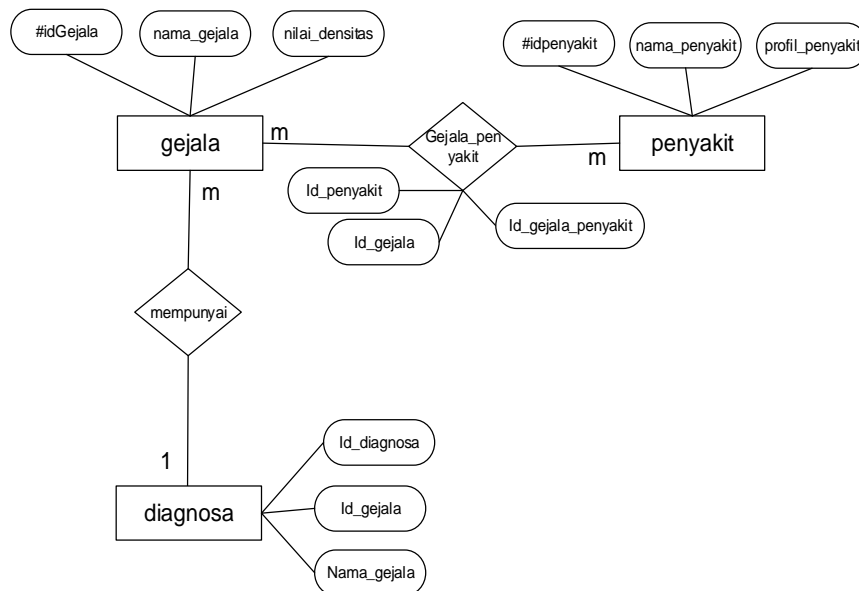 #idGejala
nama_gejala
nilai_densitas
#idpenyakit
nama_penyakit
profil_penyakit
gejala
m
Gejala_pen
yakit
m
penyakit
m
Id_penyakit
Id_gejala
Id_gejala_penyakit
mempunyai
1
diagnosa
Id_diagnosa
Id_gejala
Nama_gejala